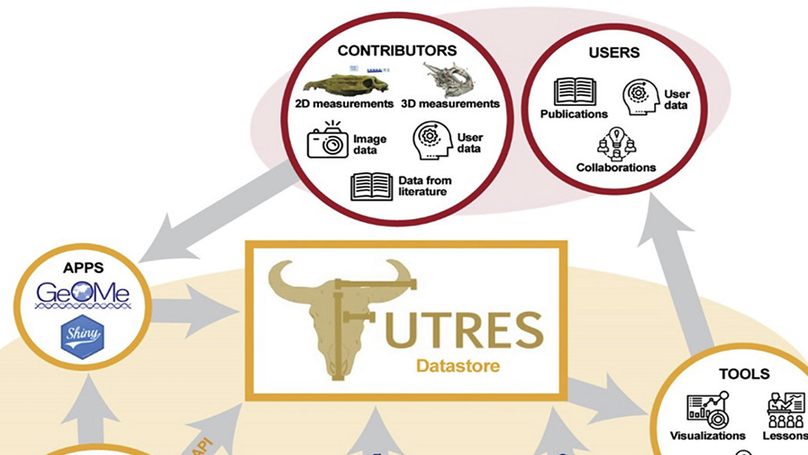 CONTRIBUTORS
2D measurements
3D measurements
Image
data
User
data
Data from
literature
USERS
Publications
User
data
Collaborations
APPS
GeOMe
Shiny
FUTRES
Datastore
API
TOOLS
Visualizations
Lessons